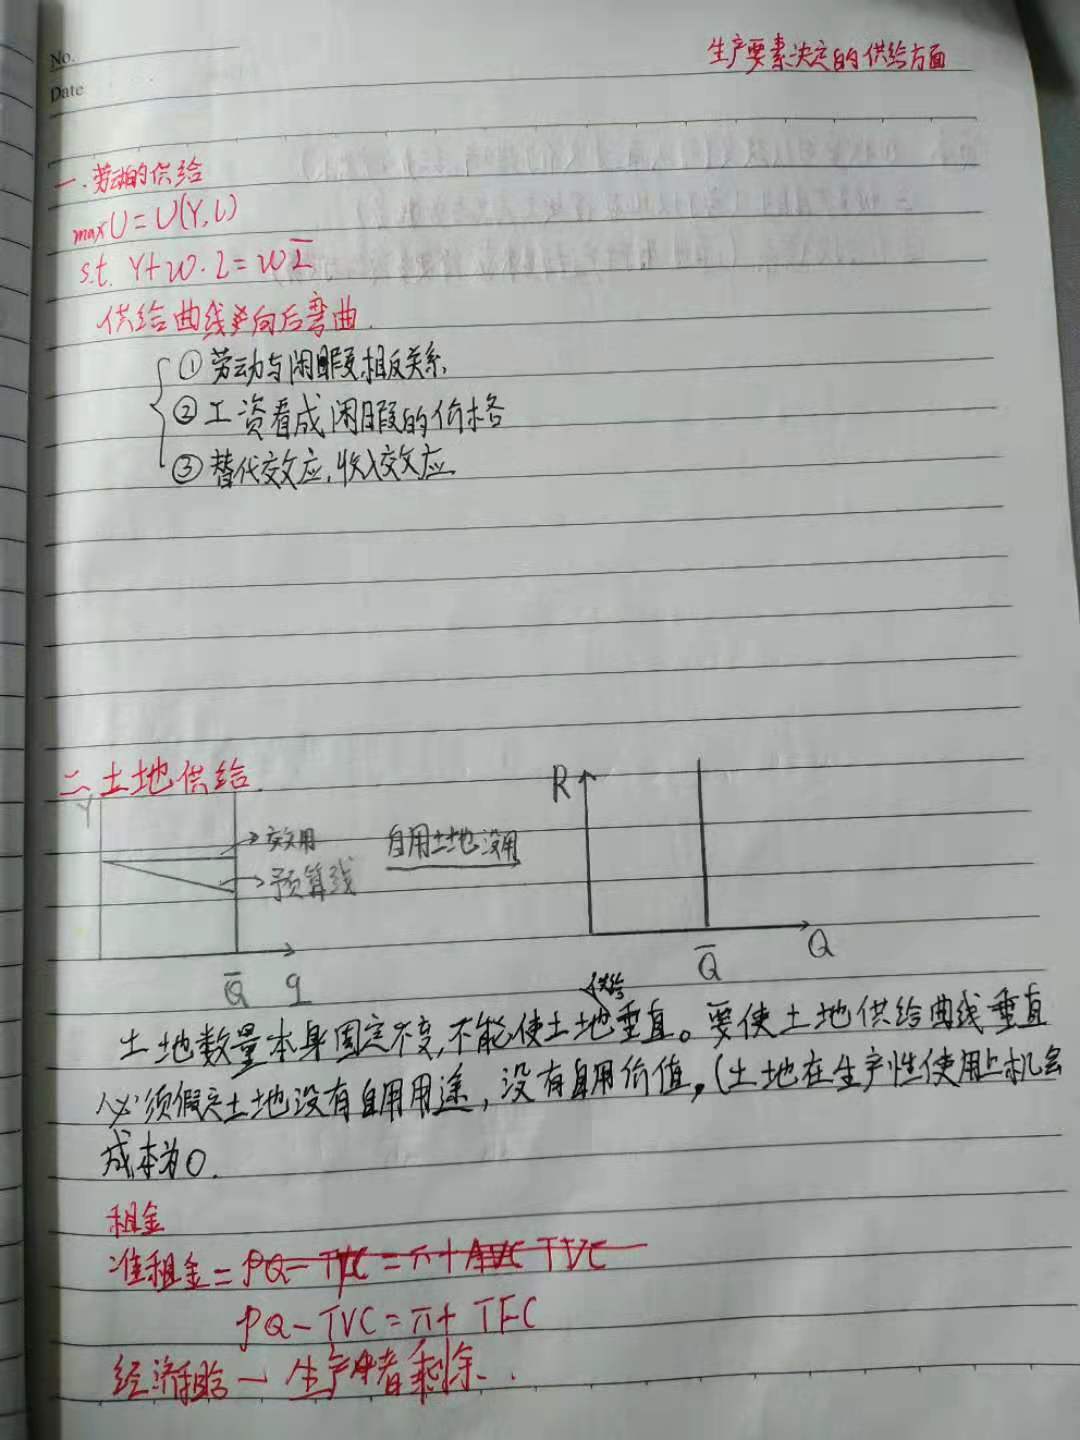 No.
Date
生产要素决定的供给方面
一.劳动的供给
max U = U(Y, L)
s.t. Y + W·L = W L̅
供给曲线 向后弯曲.
① 劳动与闲暇相反关系
② 工资看成闲暇的价格
③ 替代效应,收入效应
二.土地供给.
Y
效用
预算线
Q̅ q
自用土地没用
R
Q̅ Q
供给
土地数量本身固定不变,不能使土地垂直。要使土地供给曲线垂直
必须假定土地没有自用用途,没有自用价值,(土地在生产性使用上机会
成本为0.
租金
准租金 = PQ - TVC = π + AVC TVC
PQ - TVC = π + TFC
经济租金 — 生产者剩余.